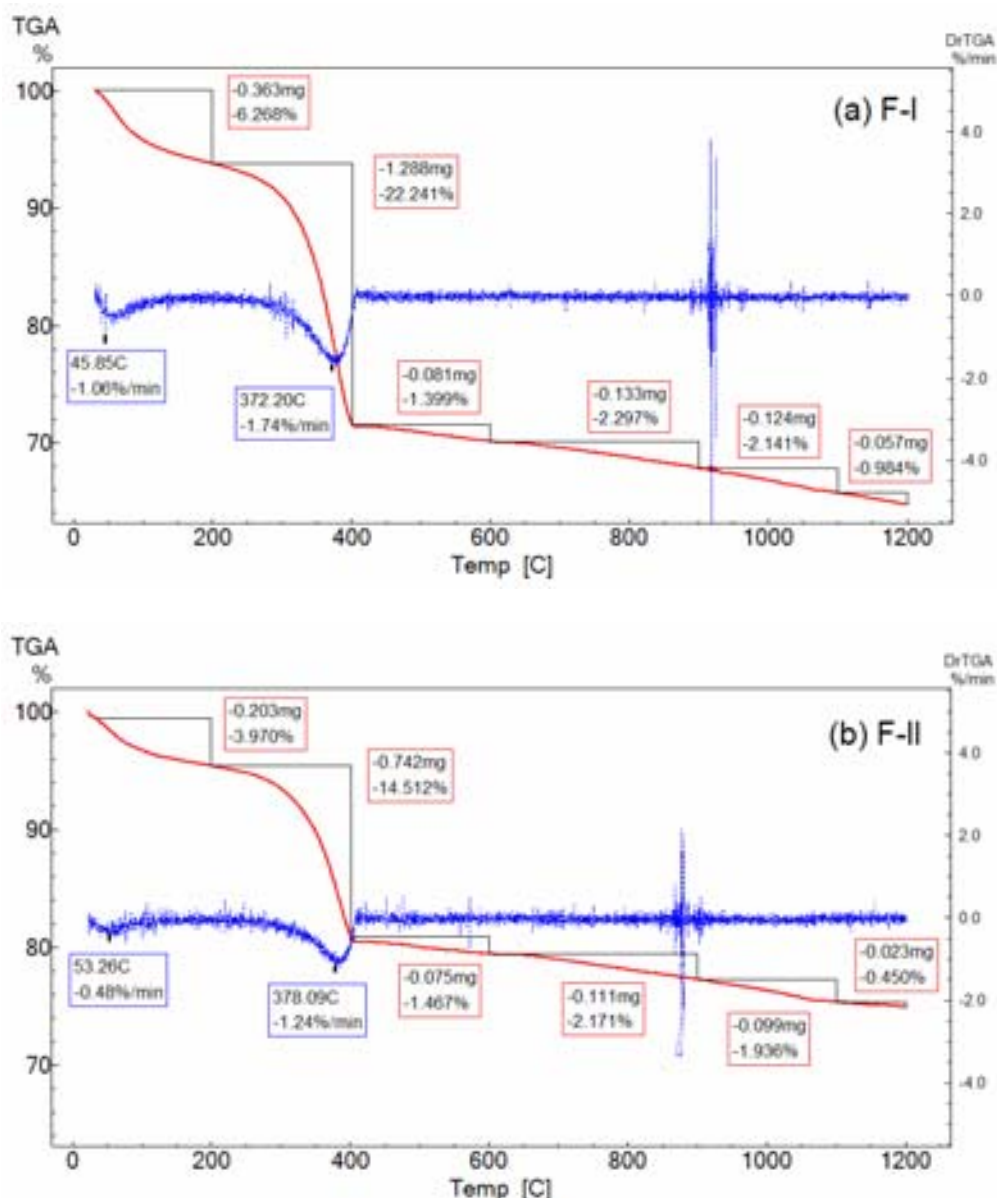 TGA
%
DrTGA
%/min
(a) F-I
100
90
80
70
4.0
2.0
0.0
-2.0
-4.0
-0.363mg
-6.268%
-1.288mg
-22.241%
45.85C
-1.06%/min
372.20C
-1.74%/min
-0.081mg
-1.399%
-0.133mg
-2.297%
-0.124mg
-2.141%
-0.057mg
-0.984%
0 200 400 600 800 1000 1200
Temp [C]
TGA
%
DrTGA
%/min
(b) F-II
100
90
80
70
4.0
2.0
0.0
-2.0
-4.0
-0.203mg
-3.970%
-0.742mg
-14.512%
53.26C
-0.48%/min
378.09C
-1.24%/min
-0.075mg
-1.467%
-0.111mg
-2.171%
-0.099mg
-1.936%
-0.023mg
-0.450%
0 200 400 600 800 1000 1200
Temp [C]